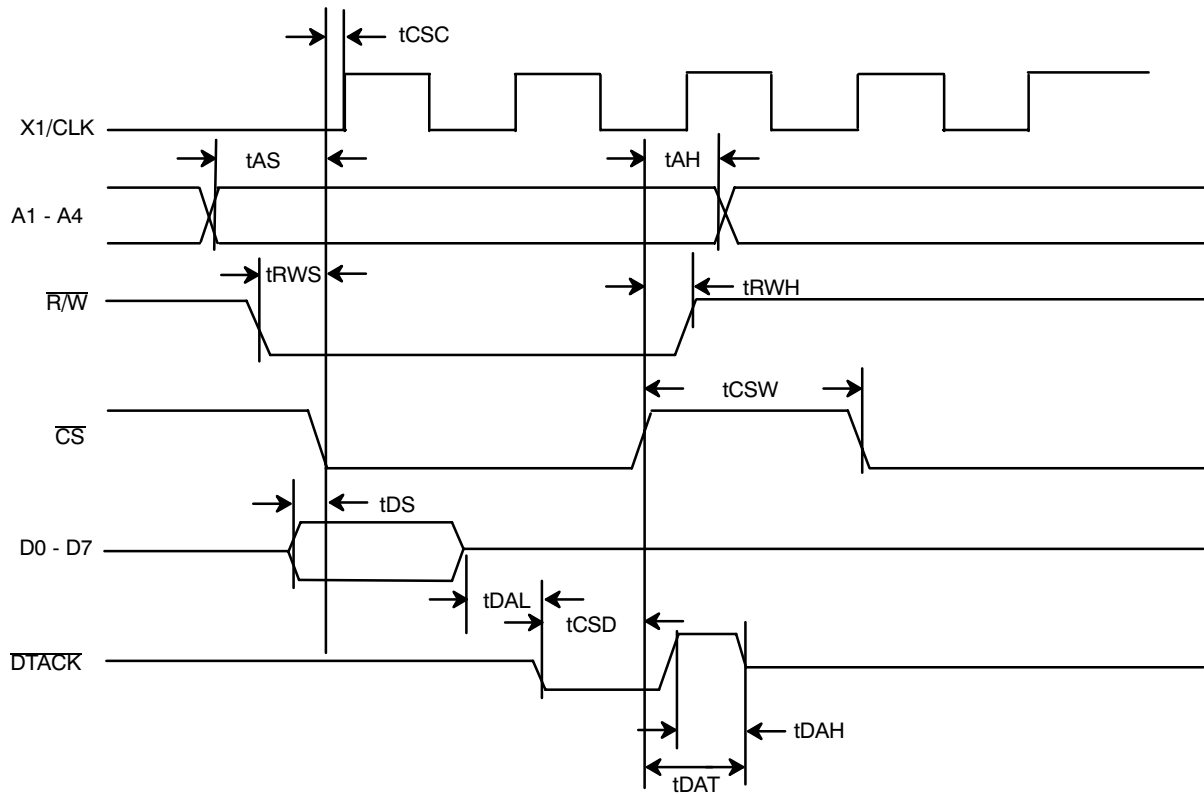 tCSC
X1/CLK
tAS
tAH
A1 - A4
tRWS
tRWH
R/W
tCSW
CS
tDS
D0 - D7
tDAL
tCSD
DTACK
tDAH
tDAT